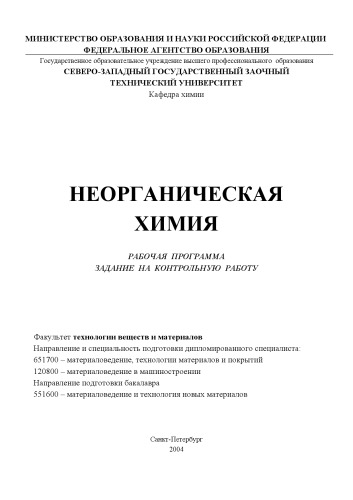 МИНИСТЕРСТВО ОБРАЗОВАНИЯ И НАУКИ РОССИЙСКОЙ ФЕДЕРАЦИИ
ФЕДЕРАЛЬНОЕ АГЕНТСТВО ОБРАЗОВАНИЯ
Государственное образовательное учреждение высшего профессионального образования
СЕВЕРО-ЗАПАДНЫЙ ГОСУДАРСТВЕННЫЙ ЗАОЧНЫЙ
ТЕХНИЧЕСКИЙ УНИВЕРСИТЕТ
Кафедра химии
НЕОРГАНИЧЕСКАЯ
ХИМИЯ
РАБОЧАЯ ПРОГРАММА
ЗАДАНИЕ НА КОНТРОЛЬНУЮ РАБОТУ
Факультет технологии веществ и материалов
Направление и специальность подготовки дипломированного специалиста:
651700 – материаловедение, технологии материалов и покрытий
120800 – материаловедение в машиностроении
Направление подготовки бакалавра
551600 – материаловедение и технология новых материалов
Санкт-Петербург
2004